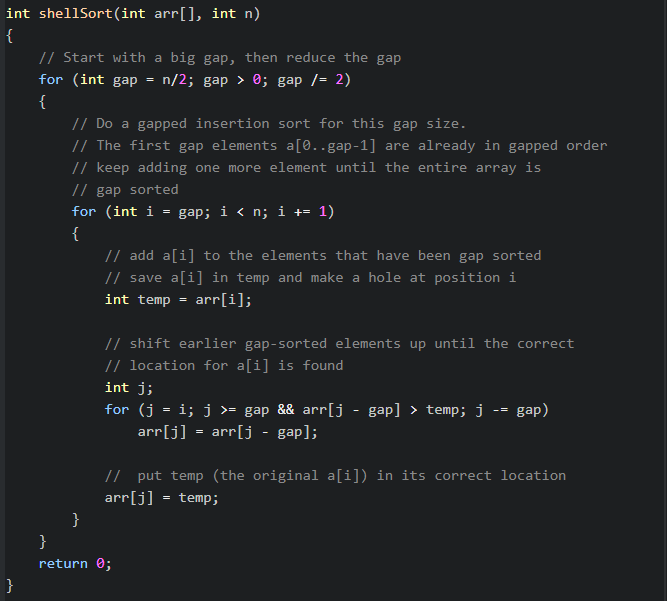 int shellSort(int arr[], int n)
{
    // Start with a big gap, then reduce the gap
    for (int gap = n/2; gap > 0; gap /= 2)
    {
        // Do a gapped insertion sort for this gap size.
        // The first gap elements a[0..gap-1] are already in gapped order
        // keep adding one more element until the entire array is
        // gap sorted
        for (int i = gap; i < n; i += 1)
        {
            // add a[i] to the elements that have been gap sorted
            // save a[i] in temp and make a hole at position i
            int temp = arr[i];

            // shift earlier gap-sorted elements up until the correct
            // location for a[i] is found
            int j;
            for (j = i; j >= gap && arr[j - gap] > temp; j -= gap)
                arr[j] = arr[j - gap];

            //  put temp (the original a[i]) in its correct location
            arr[j] = temp;
        }
    }
    return 0;
}